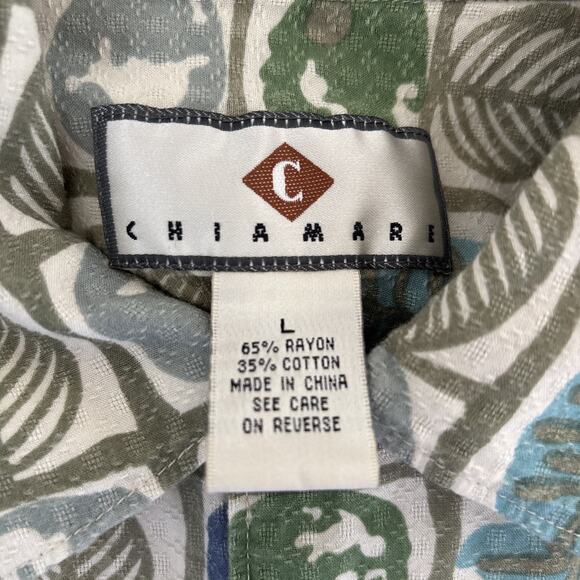 C
CHIAMARE
L
65% RAYON
35% COTTON
MADE IN CHINA
SEE CARE
ON REVERSE